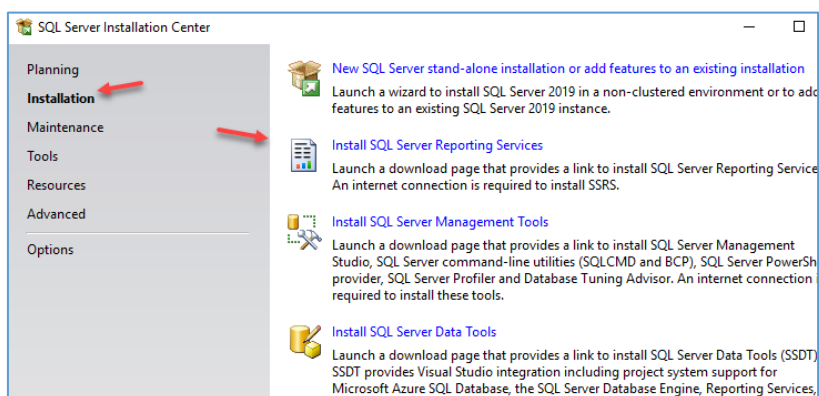 SQL Server Installation Center
Planning
Installation
Maintenance
Tools
Resources
Advanced
Options
New SQL Server stand-alone installation or add features to an existing installation
Launch a wizard to install SQL Server 2019 in a non-clustered environment or to add
features to an existing SQL Server 2019 instance.
Install SQL Server Reporting Services
Launch a download page that provides a link to install SQL Server Reporting Service
An internet connection is required to install SSRS.
Install SQL Server Management Tools
Launch a download page that provides a link to install SQL Server Management
Studio, SQL Server command-line utilities (SQLCMD and BCP), SQL Server PowerSh
provider, SQL Server Profiler and Database Tuning Advisor. An internet connection i
required to install these tools.
Install SQL Server Data Tools
Launch a download page that provides a link to install SQL Server Data Tools (SSDT)
SSDT provides Visual Studio integration including project system support for
Microsoft Azure SQL Database, the SQL Server Database Engine, Reporting Services,